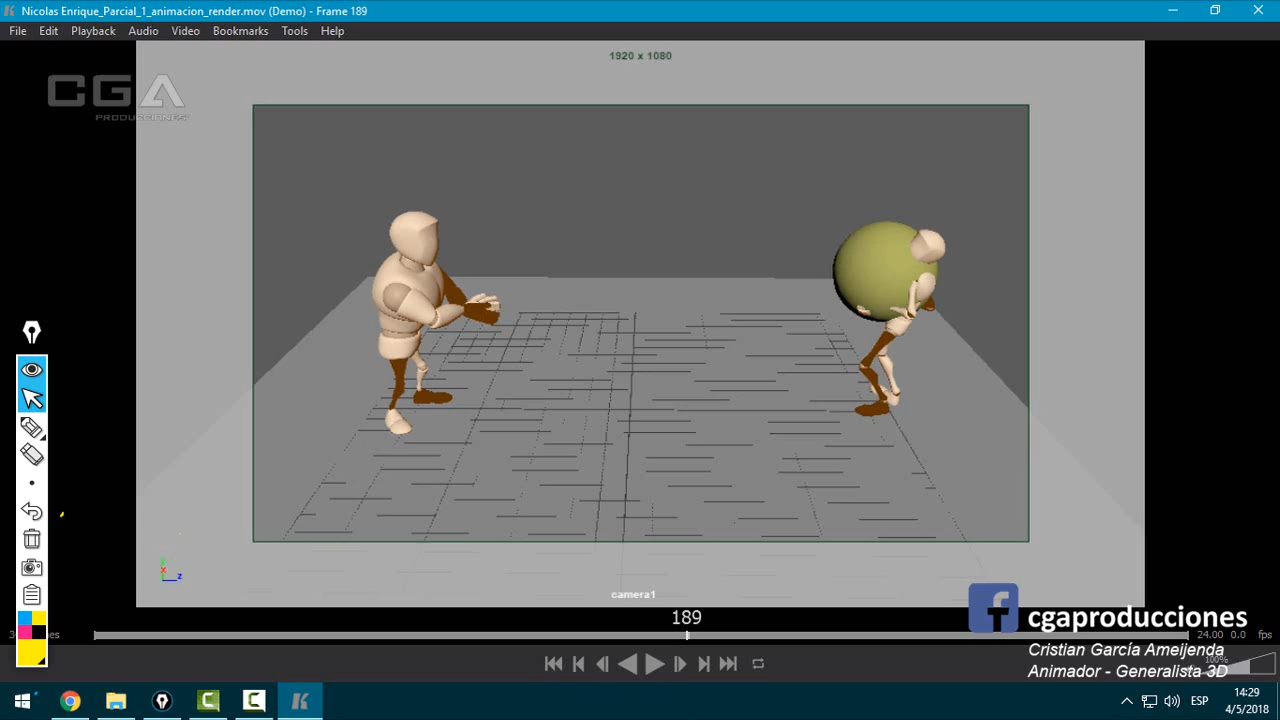 Nicolas Enrique_Parcial_1_animacion_render.mov (Demo) - Frame 189
File Edit Playback Audio Video Bookmarks Tools Help
1920 x 1080
CGA
PRODUCCIONES
y
x
z
camera1
189
24.00 0.0 fps
cgaproducciones
Cristian García Ameijenda
100%
Animador - Generalista 3D
ESP
14:29
4/5/2018